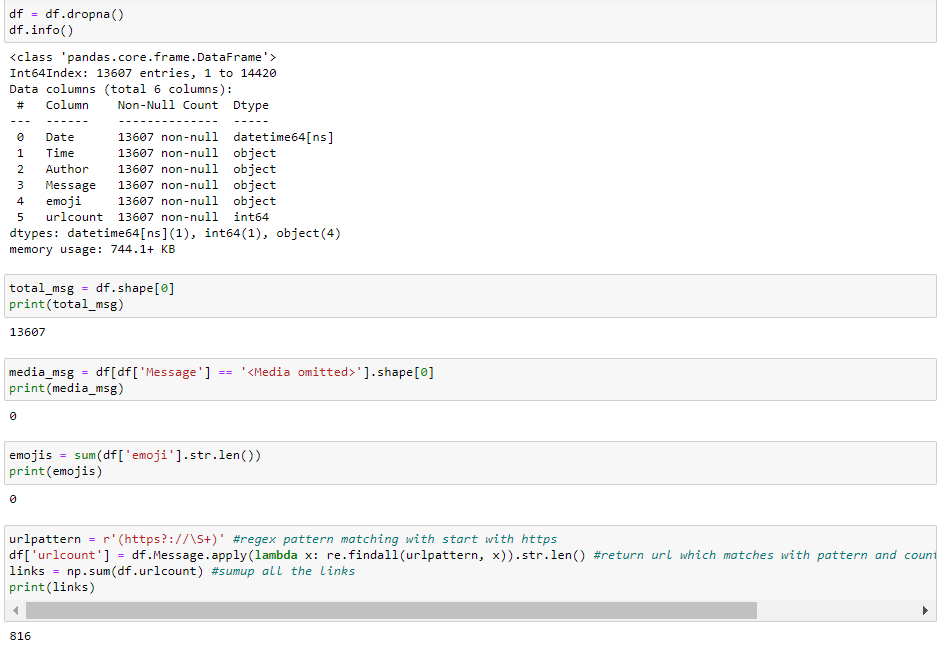 df = df.dropna()
df.info()
<class 'pandas.core.frame.DataFrame'>
Int64Index: 13607 entries, 1 to 14420
Data columns (total 6 columns):
 #   Column    Non-Null Count  Dtype
---  ------    --------------  -----
 0   Date      13607 non-null  datetime64[ns]
 1   Time      13607 non-null  object
 2   Author    13607 non-null  object
 3   Message   13607 non-null  object
 4   emoji     13607 non-null  object
 5   urlcount  13607 non-null  int64
dtypes: datetime64[ns](1), int64(1), object(4)
memory usage: 744.1+ KB
total_msg = df.shape[0]
print(total_msg)
13607
media_msg = df[df['Message'] == '<Media omitted>'].shape[0]
print(media_msg)
0
emojis = sum(df['emoji'].str.len())
print(emojis)
0
urlpattern = r'(https?://\S+)' #regex pattern matching with start with https
df['urlcount'] = df.Message.apply(lambda x: re.findall(urlpattern, x)).str.len() #return url which matches with pattern and count
links = np.sum(df.urlcount) #sumup all the links
print(links)
816